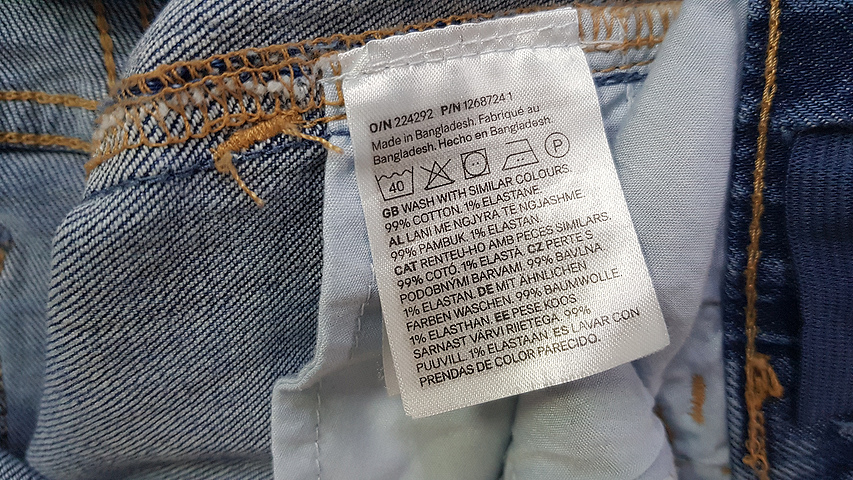 O/N 224292 P/N 1268724 1
Made in Bangladesh. Fabriqué au
Bangladesh. Hecho en Bangladesh.
40 P
GB WASH WITH SIMILAR COLOURS.
99% COTTON. 1% ELASTANE.
AL LANI ME NGJYRA TË NGJASHME.
99% PAMBUK. 1% ELASTAN.
CAT RENTEU-HO AMB PECES SIMILARS.
99% COTÓ. 1% ELASTÀ. CZ PERTE S
PODOBNÝMI BARVAMI. 99% BAVLNA.
1% ELASTAN. DE MIT ÄHNLICHEN
FARBEN WASCHEN. 99% BAUMWOLLE.
1% ELASTHAN. EE PESE KOOS
SARNAST VÄRVI RIIETEGA. 99%
PUUVILL. 1% ELASTAAN. ES LAVAR CON
PRENDAS DE COLOR PARECIDO.